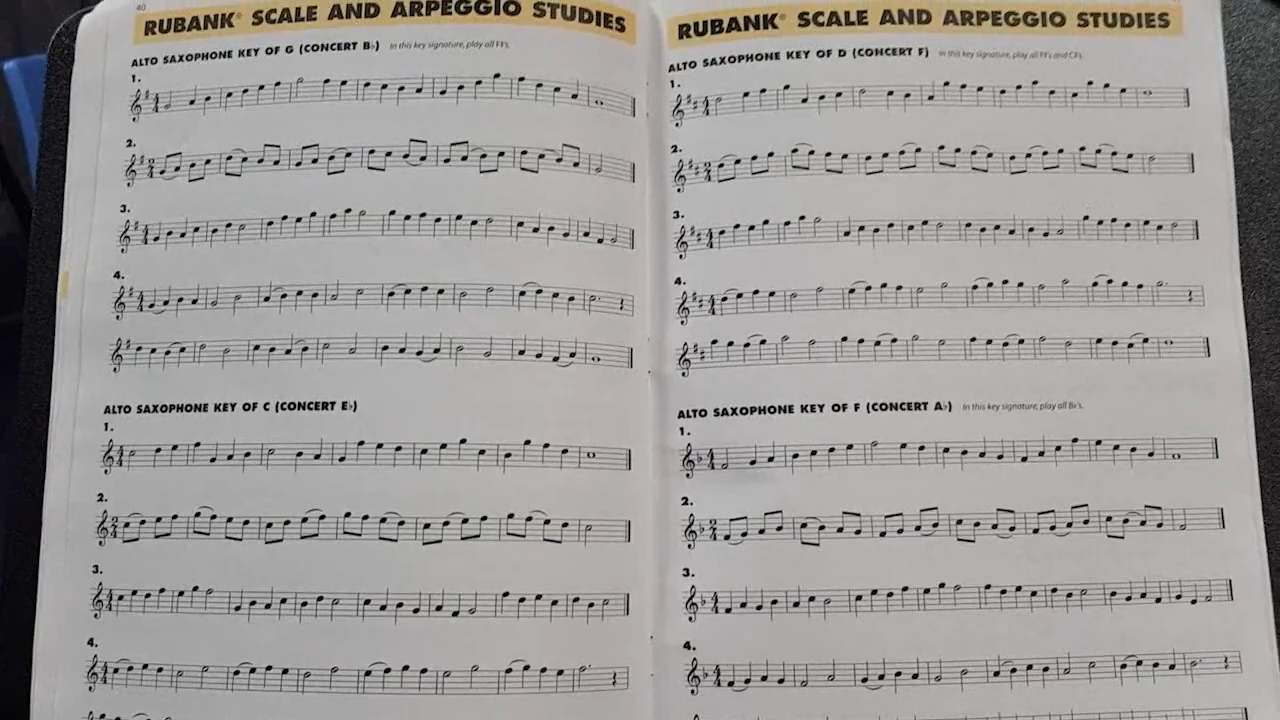 40
RUBANK® SCALE AND ARPEGGIO STUDIES
ALTO SAXOPHONE KEY OF G (CONCERT B♭) In this key signature, play all F♯'s.
1.
2.
3.
4.
ALTO SAXOPHONE KEY OF C (CONCERT E♭)
1.
2.
3.
4.
RUBANK® SCALE AND ARPEGGIO STUDIES
ALTO SAXOPHONE KEY OF D (CONCERT F) In this key signature, play all F♯'s and C♯'s.
1.
2.
3.
4.
ALTO SAXOPHONE KEY OF F (CONCERT A♭) In this key signature, play all B♭'s.
1.
2.
3.
4.